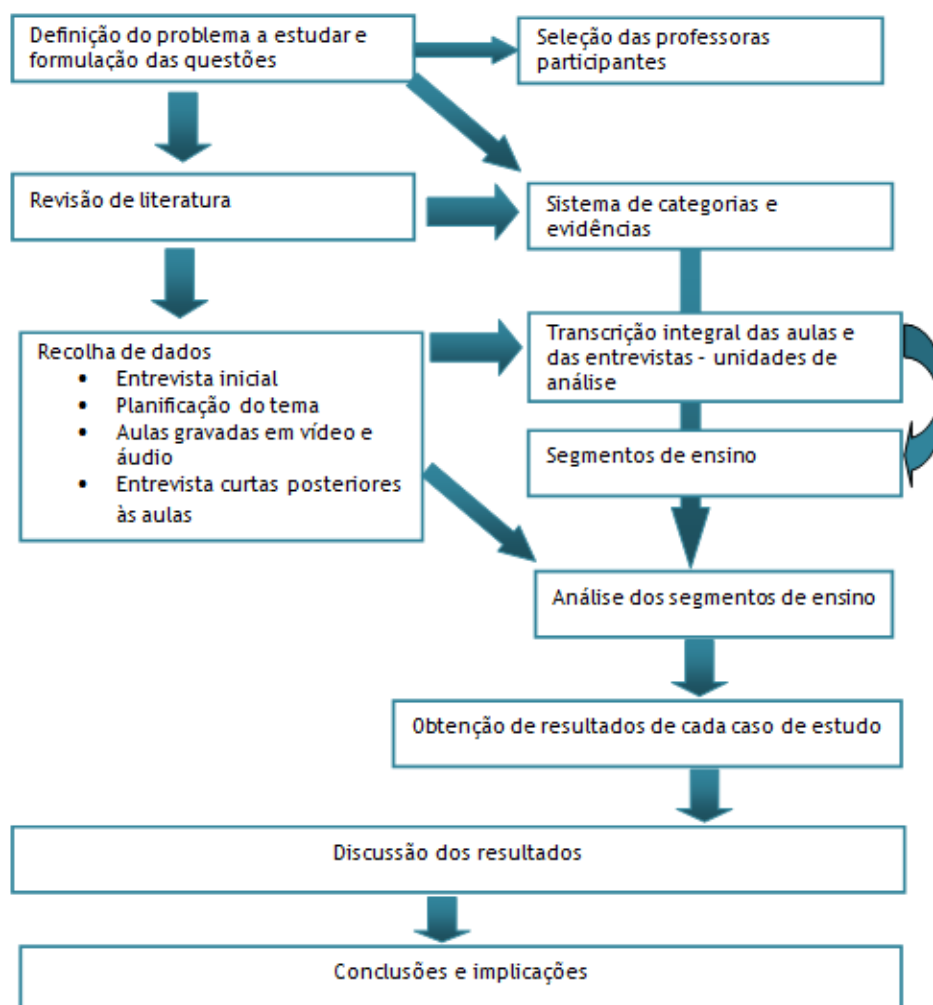 Definição do problema a estudar e
formulação das questões
Seleção das professoras
participantes
Revisão de literatura
Sistema de categorias e
evidências
Recolha de dados
• Entrevista inicial
• Planificação do tema
• Aulas gravadas em vídeo e
áudio
• Entrevista curtas posteriores
às aulas
Transcrição integral das aulas e
das entrevistas – unidades de
análise
Segmentos de ensino
Análise dos segmentos de ensino
Obtenção de resultados de cada caso de estudo
Discussão dos resultados
Conclusões e implicações